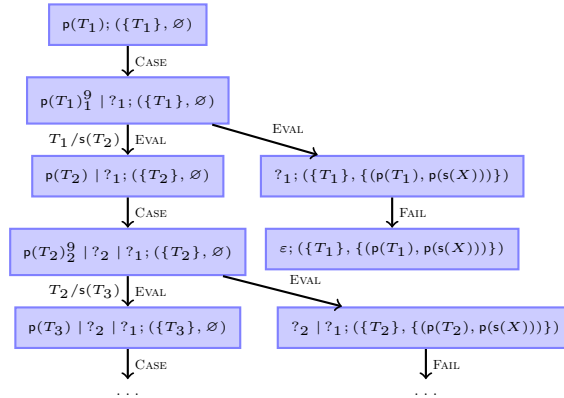 p(T₁); ({T₁}, ∅)
CASE
p(T₁)⁹₁ | ?₁; ({T₁}, ∅)
EVAL
T₁/s(T₂) EVAL
p(T₂) | ?₁; ({T₂}, ∅)
?₁; ({T₁}, {(p(T₁), p(s(X)))})
CASE
FAIL
p(T₂)⁹₂ | ?₂ | ?₁; ({T₂}, ∅)
ε; ({T₁}, {(p(T₁), p(s(X)))})
EVAL
T₂/s(T₃) EVAL
p(T₃) | ?₂ | ?₁; ({T₃}, ∅)
?₂ | ?₁; ({T₂}, {(p(T₂), p(s(X)))})
CASE
FAIL
...
...